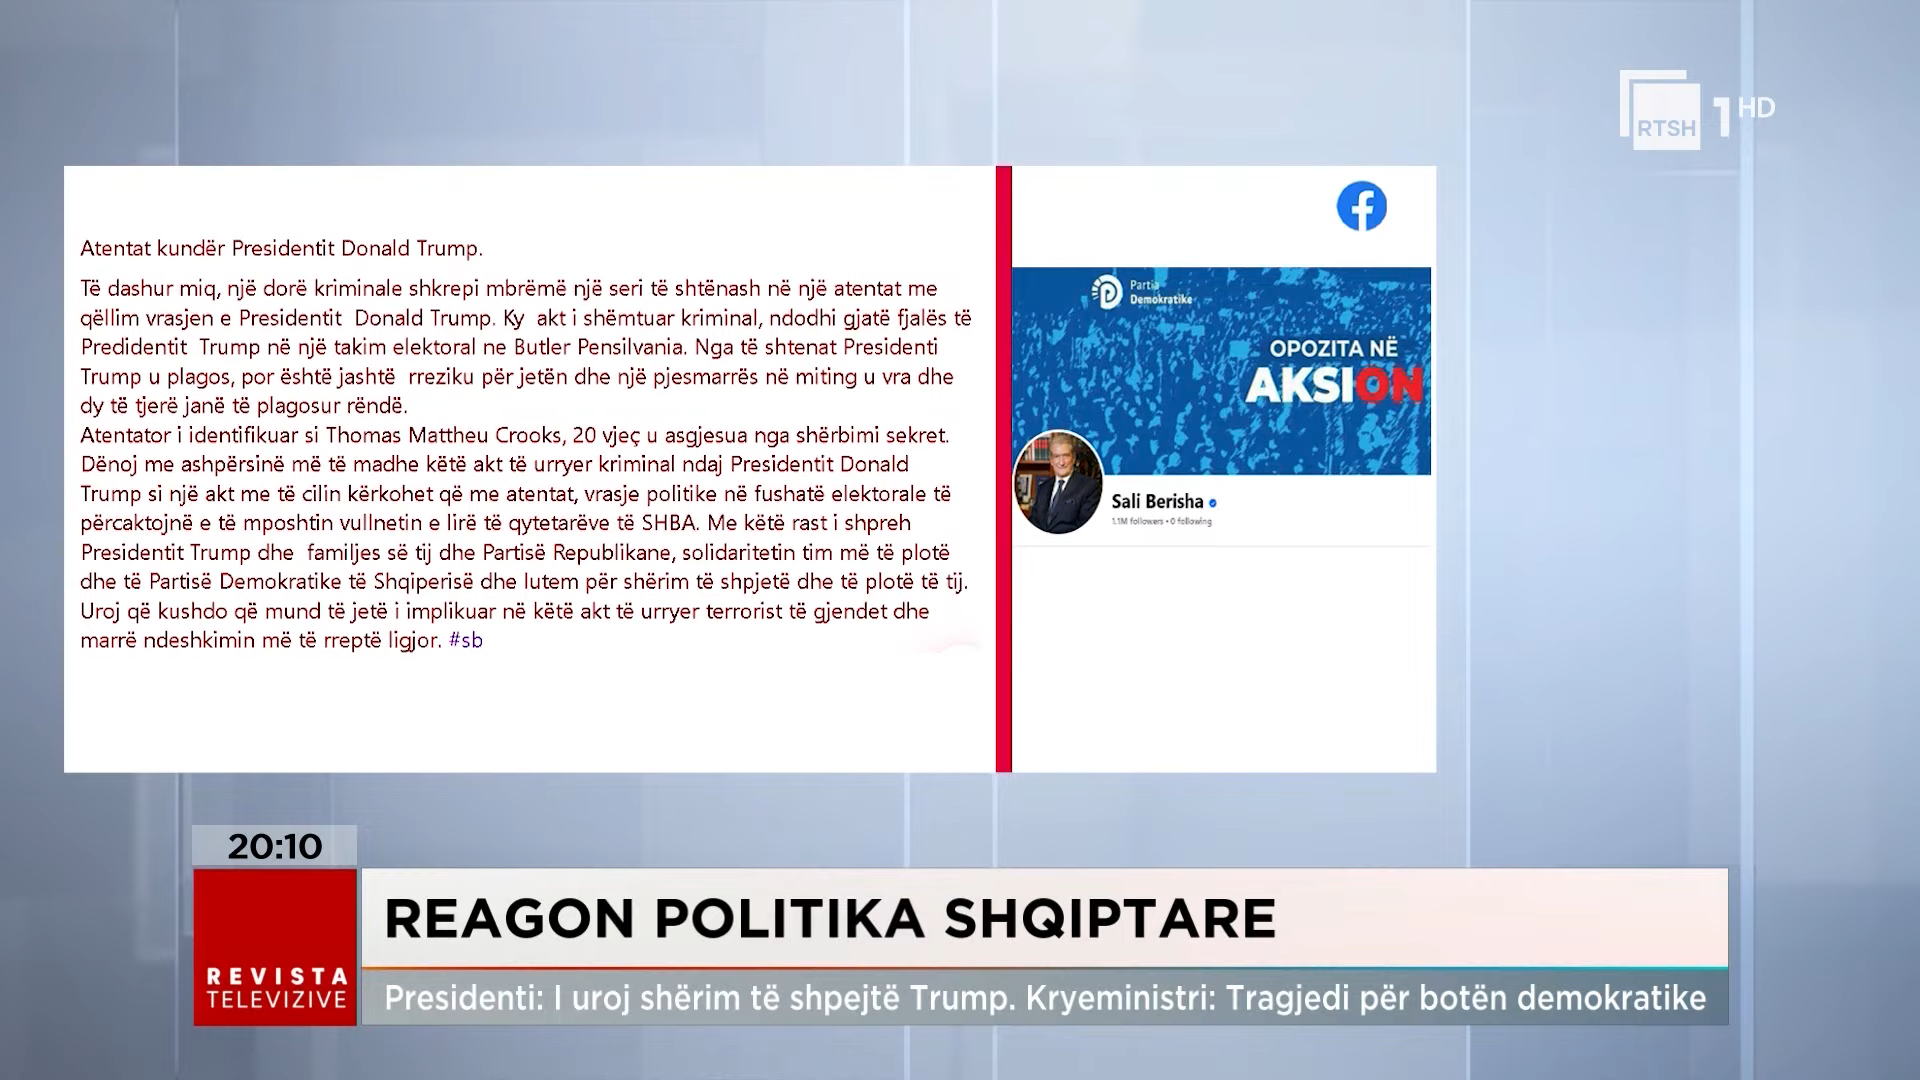 RTSH 1 HD
Atentat kundër Presidentit Donald Trump.
Të dashur miq, një dorë kriminale shkrepi mbrëmë një seri të shtënash në një atentat me
qëllim vrasjen e Presidentit Donald Trump. Ky akt i shëmtuar kriminal, ndodhi gjatë fjalës të
Predidentit Trump në një takim elektoral ne Butler Pensilvania. Nga të shtenat Presidenti
Trump u plagos, por është jashtë rreziku për jetën dhe një pjesmarrës në miting u vra dhe
dy të tjerë janë të plagosur rëndë.
Atentator i identifikuar si Thomas Mattheu Crooks, 20 vjeç u asgjesua nga shërbimi sekret.
Dënoj me ashpërsinë më të madhe këtë akt të urryer kriminal ndaj Presidentit Donald
Trump si një akt me të cilin kërkohet që me atentat, vrasje politike në fushatë elektorale të
përcaktojnë e të mposhtin vullnetin e lirë të qytetarëve të SHBA. Me këtë rast i shpreh
Presidentit Trump dhe familjes së tij dhe Partisë Republikane, solidaritetin tim më të plotë
dhe të Partisë Demokratike të Shqiperisë dhe lutem për shërim të shpjetë dhe të plotë të tij.
Uroj që kushdo që mund të jetë i implikuar në këtë akt të urryer terrorist të gjendet dhe
marrë ndeshkimin më të rreptë ligjor. #sb
Partia
Demokratike
OPOZITA NË
AKSION
Sali Berisha
1.1M followers • 0 following
20:10
REVISTA
TELEVIZIVE
REAGON POLITIKA SHQIPTARE
Presidenti: I uroj shërim të shpejtë Trump. Kryeministri: Tragjedi për botën demokratike